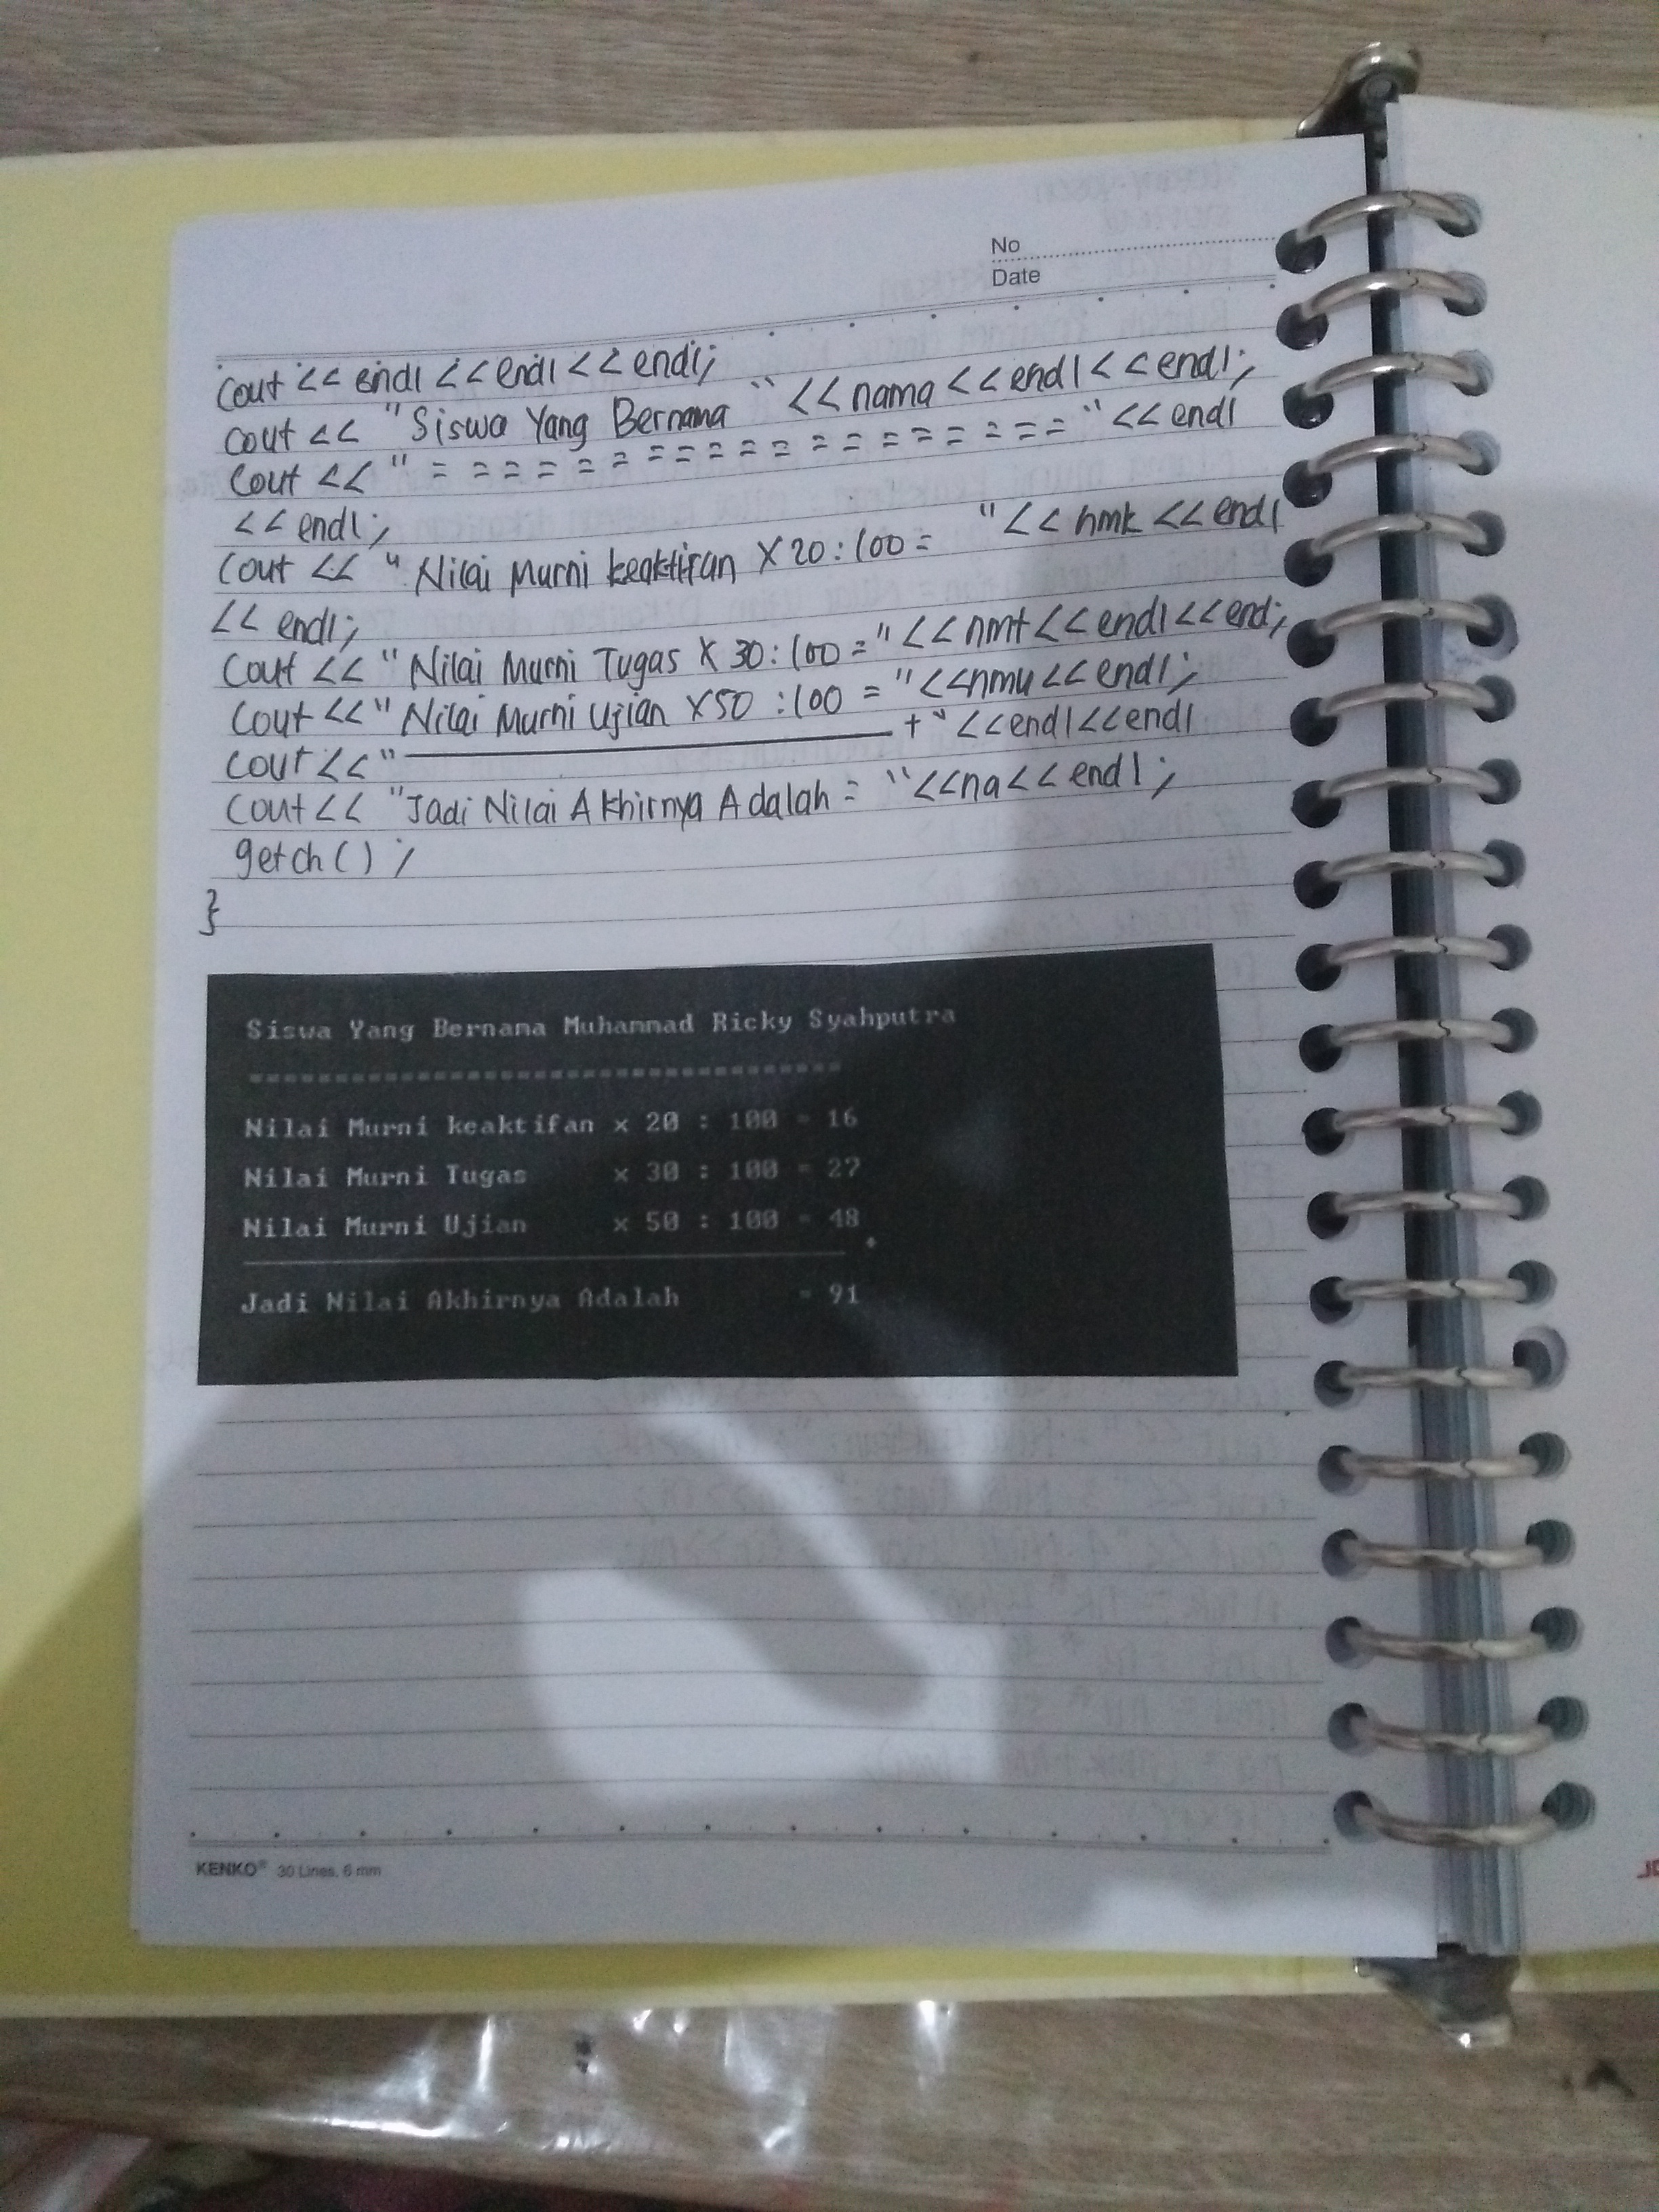 No
Date
cout << endl <<endl << endl;
cout << "Siswa Yang Bernama " <<nama <<endl <<endl;
cout << " = = = = = = = = = = = = = = = = = = " <<endl
<<endl;
cout << " Nilai Murni keaktifan X 20 : 100 = " << nmk <<endl
<< endl;
cout << " Nilai Murni Tugas X 30 : 100 = " <<nmt <<endl <<end;
cout << " Nilai Murni Ujian X 50 : 100 = " <<nmu <<endl;
cout << " ——————————— + " <<endl <<endl
cout << "Jadi Nilai Akhirnya Adalah = " <<na<< endl;
getch() ;
}
Siswa Yang Bernama Muhammad Ricky Syahputra
===================================
Nilai Murni keaktifan x 20 : 100 = 16
Nilai Murni Tugas x 30 : 100 = 27
Nilai Murni Ujian x 50 : 100 = 48
+
Jadi Nilai Akhirnya Adalah = 91
KENKO® 30 Lines, 6 mm